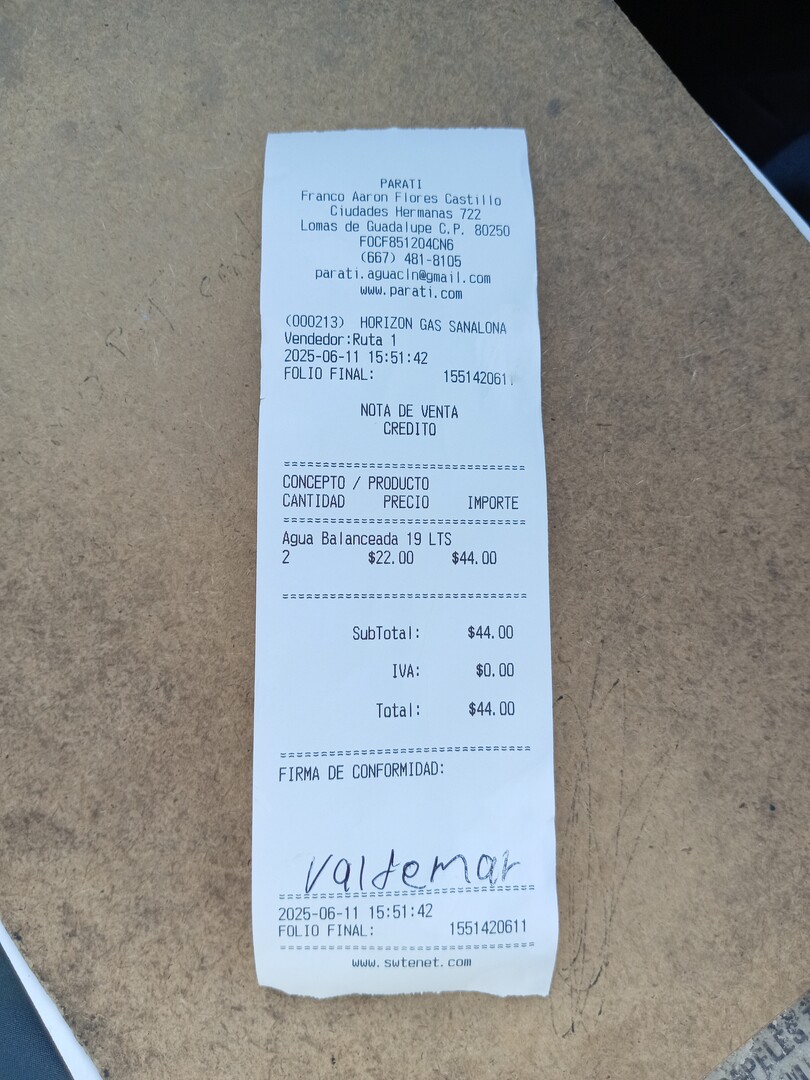 PARATI
Franco Aaron Flores Castillo
Ciudades Hermanas 722
Lomas de Guadalupe C.P. 80250
FOCF851204CN6
(667) 481-8105
parati.aguacln@gmail.com
www.parati.com
(000213) HORIZON GAS SANALONA
Vendedor:Ruta 1
2025-06-11 15:51:42
FOLIO FINAL: 1551420611
NOTA DE VENTA
CREDITO
=================================
CONCEPTO / PRODUCTO
CANTIDAD PRECIO IMPORTE
=================================
Agua Balanceada 19 LTS
2 $22.00 $44.00
=================================
SubTotal: $44.00
IVA: $0.00
Total: $44.00
=================================
FIRMA DE CONFORMIDAD:
Valdemar
=================================
2025-06-11 15:51:42
FOLIO FINAL: 1551420611
=================================
www.swtenet.com